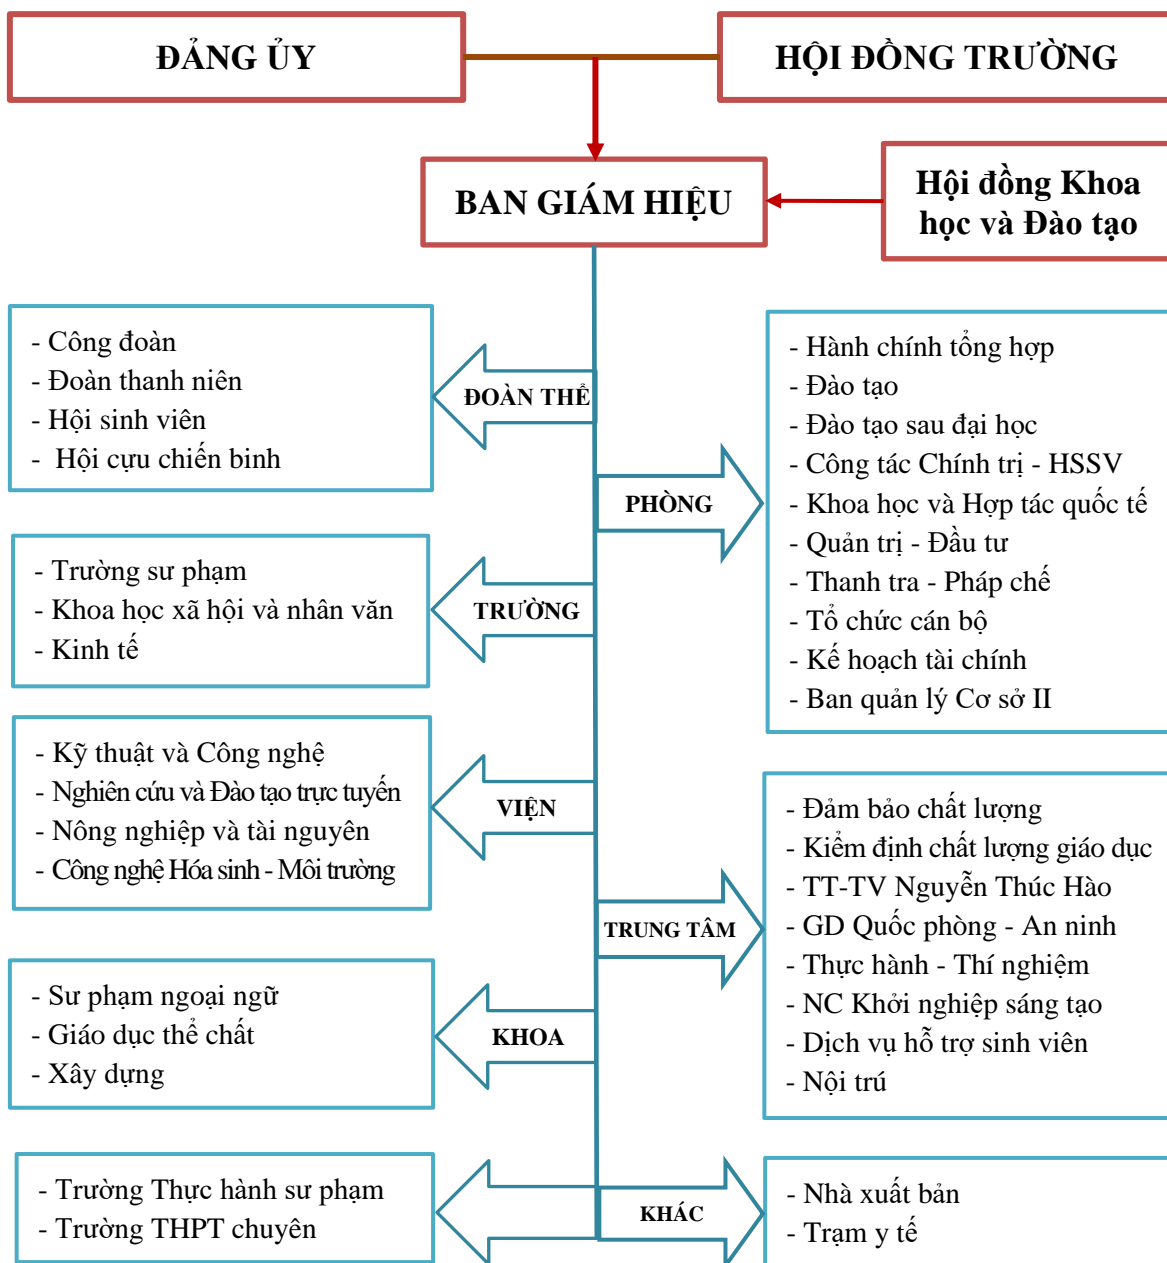 ĐẢNG ỦY
HỘI ĐỒNG TRƯỜNG
BAN GIÁM HIỆU
Hội đồng Khoa
học và Đào tạo
- Công đoàn
- Đoàn thanh niên
- Hội sinh viên
- Hội cựu chiến binh
ĐOÀN THỂ
- Hành chính tổng hợp
- Đào tạo
- Đào tạo sau đại học
- Công tác Chính trị - HSSV
- Khoa học và Hợp tác quốc tế
- Quản trị - Đầu tư
- Thanh tra - Pháp chế
- Tổ chức cán bộ
- Kế hoạch tài chính
- Ban quản lý Cơ sở II
PHÒNG
- Trường sư phạm
- Khoa học xã hội và nhân văn
- Kinh tế
TRƯỜNG
- Kỹ thuật và Công nghệ
- Nghiên cứu và Đào tạo trực tuyến
- Nông nghiệp và tài nguyên
- Công nghệ Hóa sinh - Môi trường
VIỆN
- Đảm bảo chất lượng
- Kiểm định chất lượng giáo dục
- TT-TV Nguyễn Thúc Hào
- GD Quốc phòng - An ninh
- Thực hành - Thí nghiệm
- NC Khởi nghiệp sáng tạo
- Dịch vụ hỗ trợ sinh viên
- Nội trú
TRUNG TÂM
- Sư phạm ngoại ngữ
- Giáo dục thể chất
- Xây dựng
KHOA
- Trường Thực hành sư phạm
- Trường THPT chuyên
KHÁC
- Nhà xuất bản
- Trạm y tế